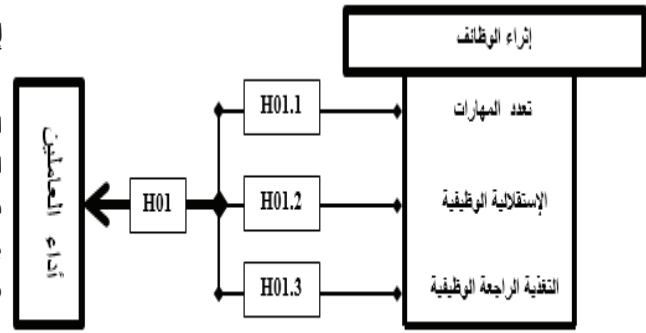 إثراء الوظائف
تعدد المهارات
H01.1
الإستقلالية الوظيفية
H01.2
التغذية الراجعة الوظيفية
H01.3
H01
أداء العاملين